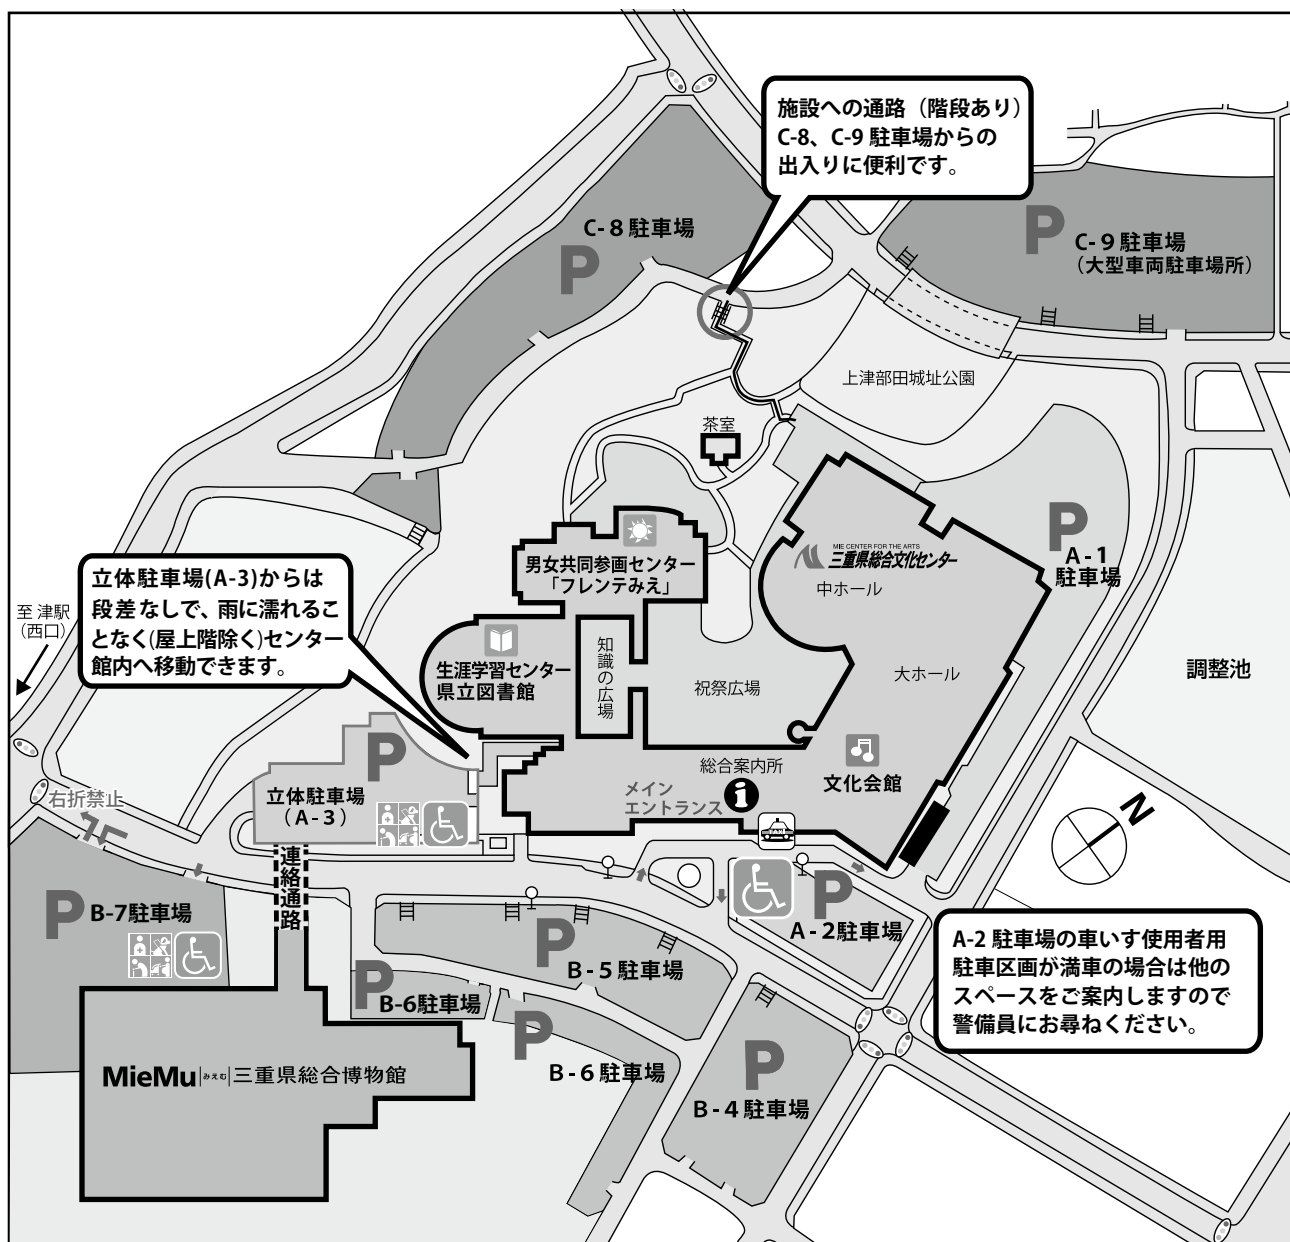 施設への通路（階段あり）
C-8、C-9 駐車場からの
出入りに便利です。
C-8 駐車場
P
P
C-9 駐車場
（大型車両駐車場所）
上津部田城址公園
茶室
P
A-1
駐車場
MIE CENTER FOR THE ARTS
三重県総合文化センター
中ホール
男女共同参画センター
「フレンテみえ」
立体駐車場(A-3)からは
段差なしで、雨に濡れるこ
となく(屋上階除く)センター
館内へ移動できます。
至 津駅
（西口）
生涯学習センター
県立図書館
知識の広場
祝祭広場
大ホール
調整池
P
立体駐車場
（A-3）
総合案内所
メイン
エントランス
i
文化会館
N
右折禁止
連絡通路
P
B-7駐車場
P
A-2駐車場
P
B-5駐車場
P
B-6駐車場
P
B-6駐車場
P
B-4駐車場
A-2 駐車場の車いす使用者用
駐車区画が満車の場合は他の
スペースをご案内しますので
警備員にお尋ねください。
MieMu みえむ 三重県総合博物館